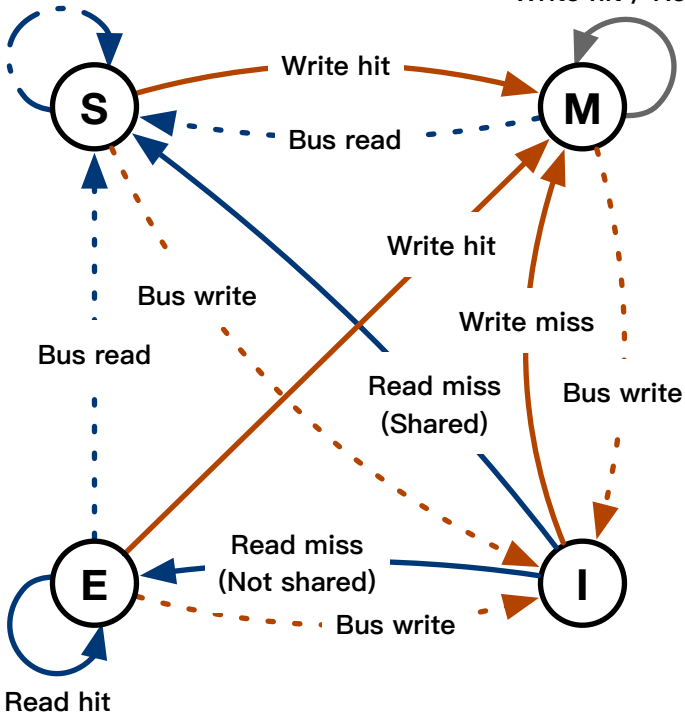 S
Write hit
M
Bus read
Write hit
Bus write
Write miss
Bus read
Read miss
(Shared)
Bus write
Read miss
(Not shared)
E
I
Bus write
Read hit